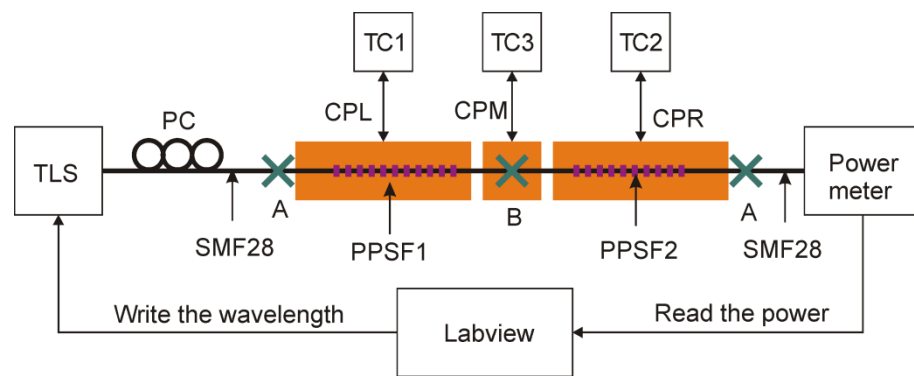 TC1
TC3
TC2
CPL
CPM
CPR
PC
TLS
Power
meter
A
B
A
SMF28
PPSF1
PPSF2
SMF28
Write the wavelength
Labview
Read the power